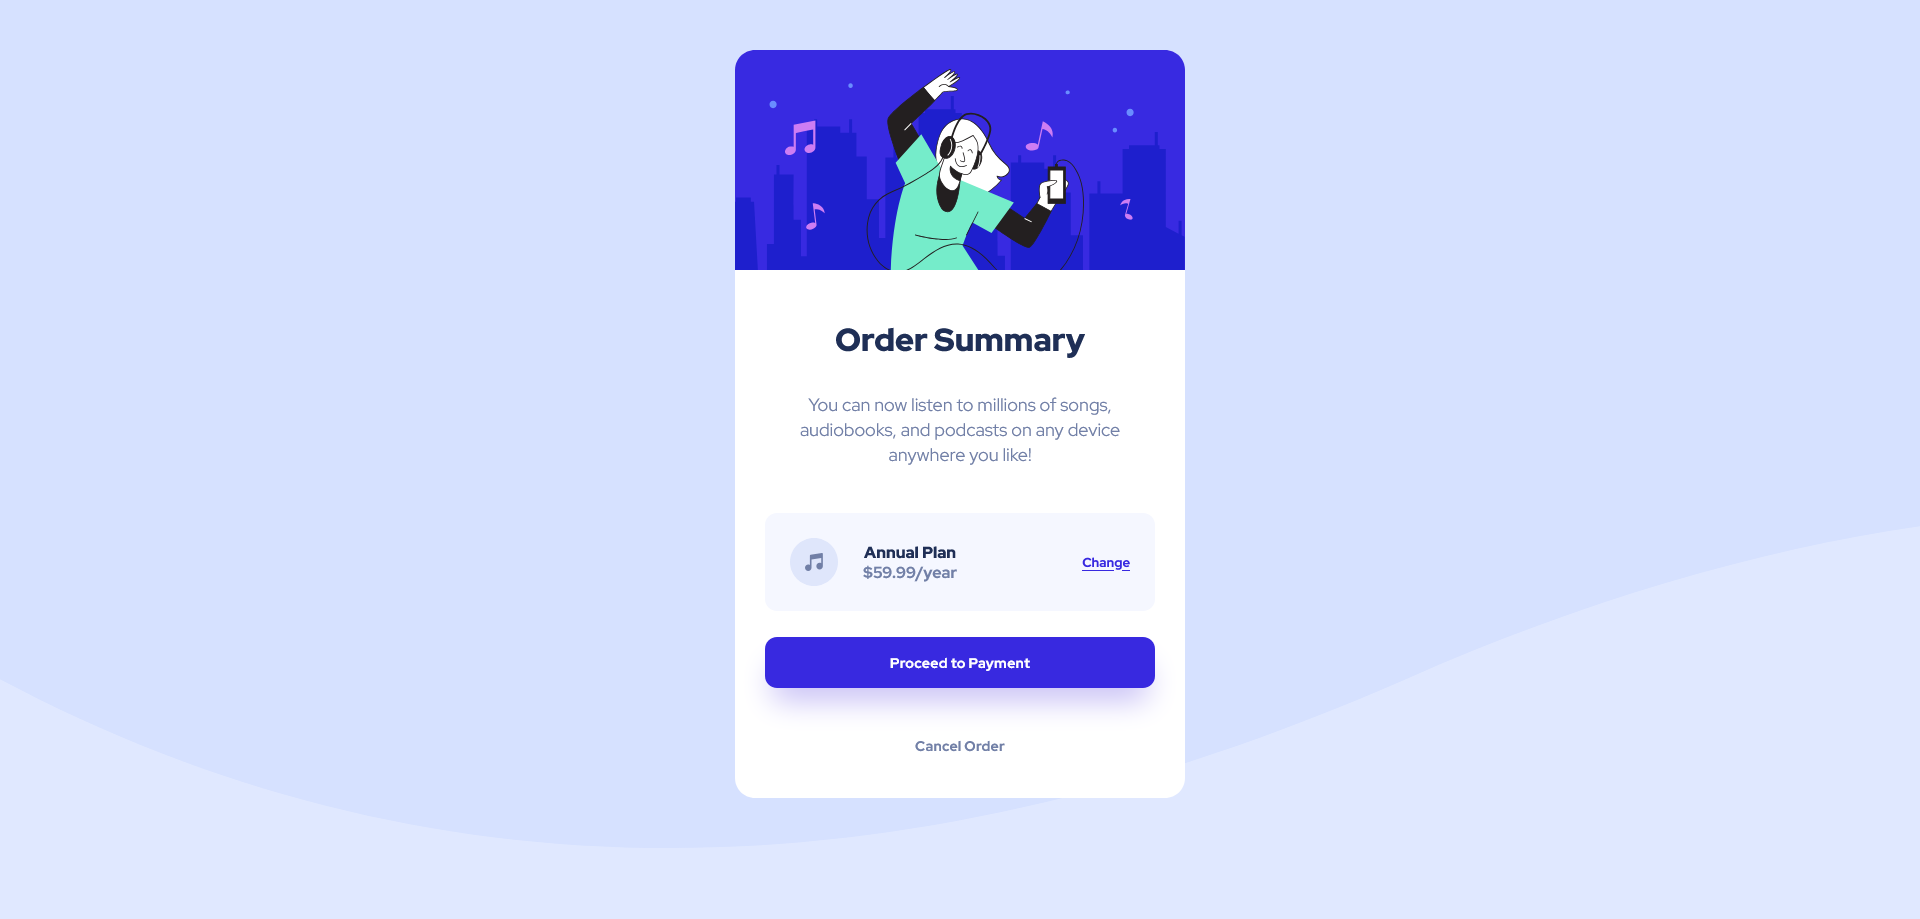 Order Summary
You can now listen to millions of songs,
audiobooks, and podcasts on any device
anywhere you like!
Annual Plan
$59.99/year
Change
Proceed to Payment
Cancel Order